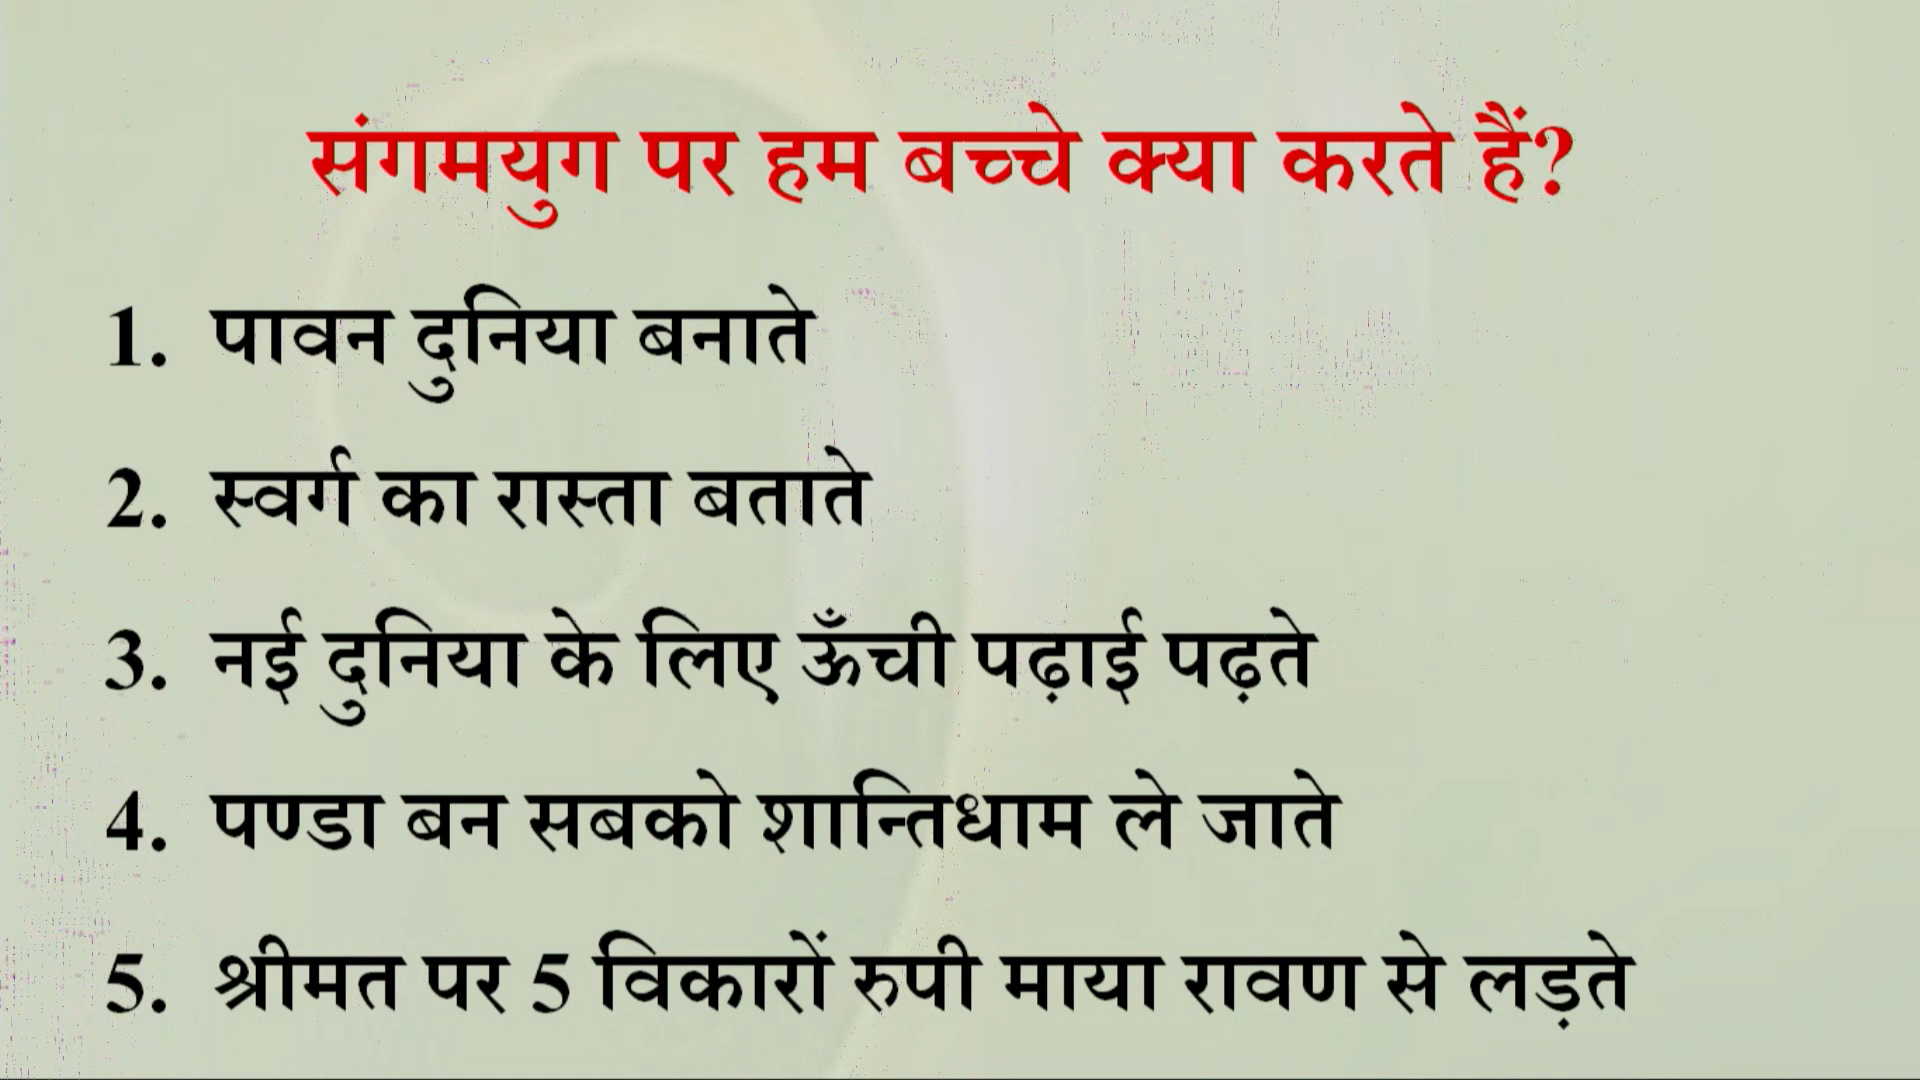 संगमयुग पर हम बच्चे क्या करते हैं?
1. पावन दुनिया बनाते
2. स्वर्ग का रास्ता बताते
3. नई दुनिया के लिए ऊँची पढ़ाई पढ़ते
4. पण्डा बन सबको शान्तिधाम ले जाते
5. श्रीमत पर 5 विकारों रुपी माया रावण से लड़ते